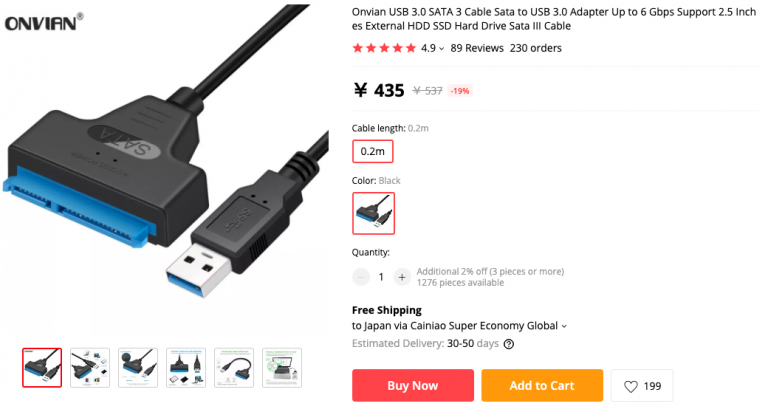 ONVIAN®
SATA
Onvian USB 3.0 SATA 3 Cable Sata to USB 3.0 Adapter Up to 6 Gbps Support 2.5 Inch
es External HDD SSD Hard Drive Sata III Cable
4.9 89 Reviews 230 orders
¥ 435 ¥ 537 -19%
Cable length: 0.2m
0.2m
Color: Black
Quantity:
− 1 + Additional 2% off (3 pieces or more)
1276 pieces available
Free Shipping
to Japan via Cainiao Super Economy Global
Estimated Delivery: 30-50 days ?
Buy Now Add to Cart 199